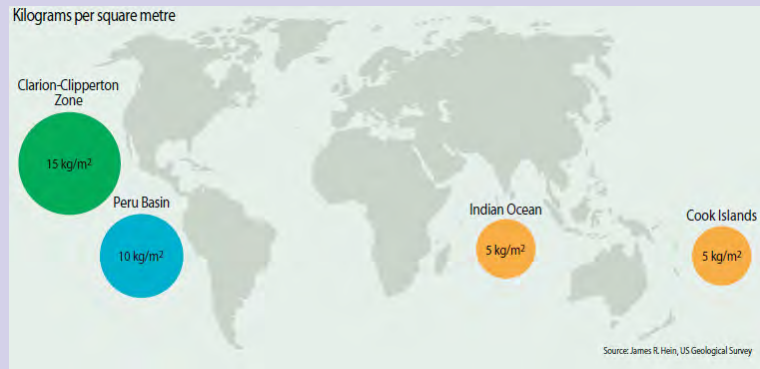 Kilograms per square metre
Clarion-Clipperton
Zone
15 kg/m²
Peru Basin
10 kg/m²
Indian Ocean
5 kg/m²
Cook Islands
5 kg/m²
Source: James R. Hein, US Geological Survey